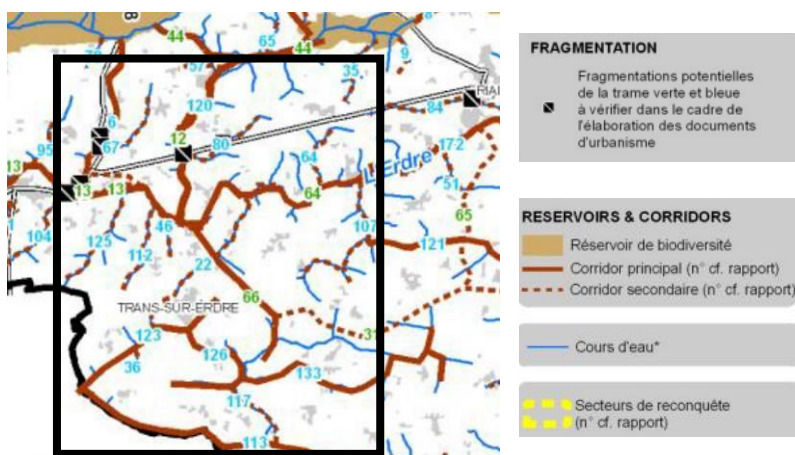 8
44
65
44
8
9
57
35
120
RIAI
84
6
12
67
80
95
172
64
L'Erdre
13
13
13
64
51
65
46
107
104
125
112
121
22
66
TRANS-SUR-ERDRE
31
123
126
36
133
117
113
FRAGMENTATION
Fragmentations potentielles
de la trame verte et bleue
à vérifier dans le cadre de
l'élaboration des documents
d'urbanisme
RESERVOIRS & CORRIDORS
Réservoir de biodiversité
Corridor principal (n° cf. rapport)
Corridor secondaire (n° cf. rapport)
Cours d'eau*
Secteurs de reconquête
(n° cf. rapport)